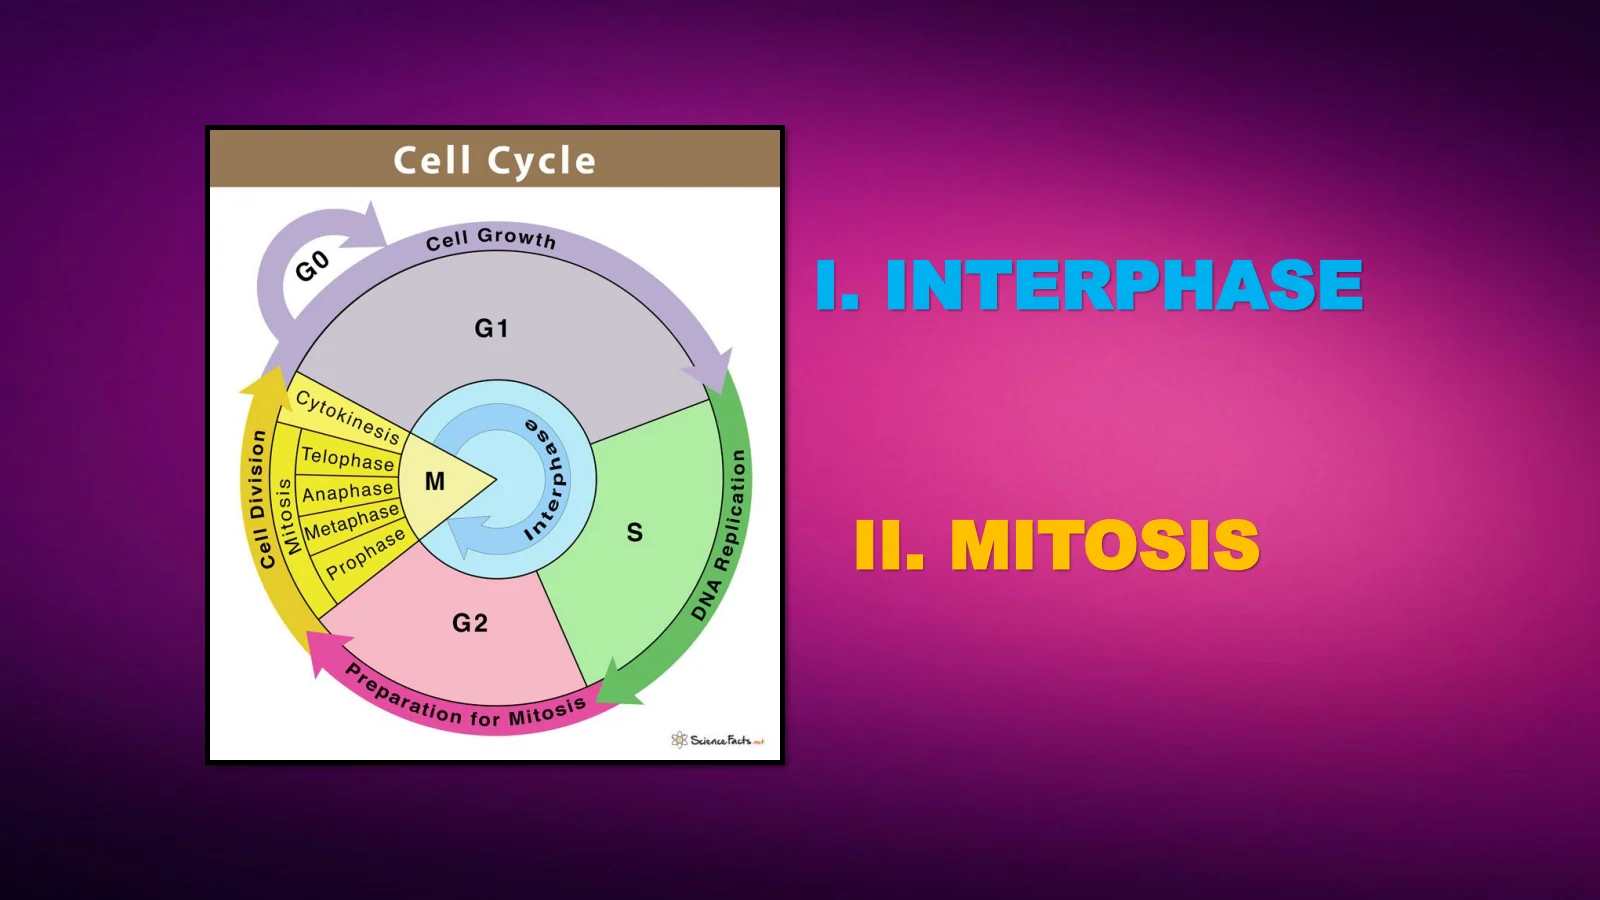 Cell Cycle
G0
Cell Growth
G1
I. INTERPHASE
Cytokinesis
Telophase
Anaphase
Metaphase
Prophase
Mitosis
Cell Division
M
Interphase
S
DNA Replication
II. MITOSIS
G2
Preparation for Mitosis
ScienceFacts.net